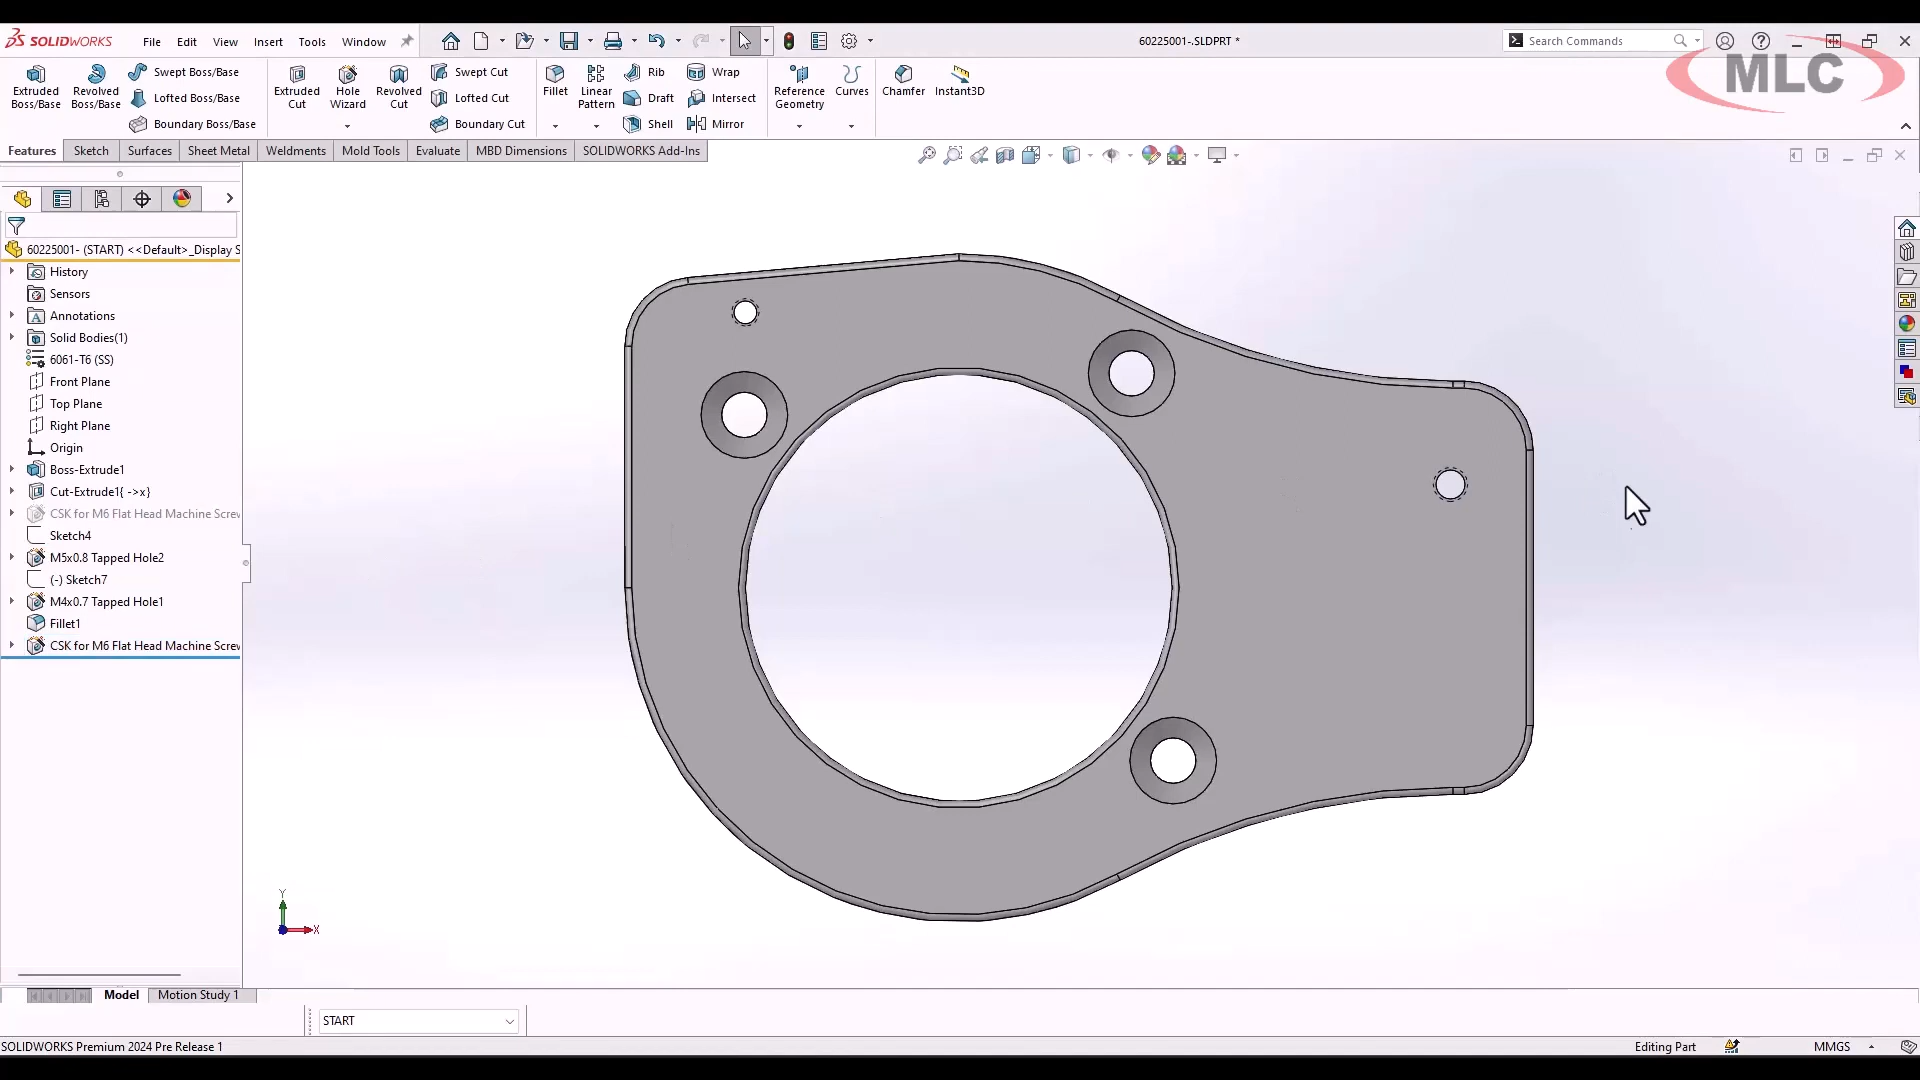 SOLIDWORKS File Edit View Insert Tools Window 60225001-.SLDPRT * Search Commands
MLC
Extruded Boss/Base
Revolved Boss/Base
Swept Boss/Base
Lofted Boss/Base
Boundary Boss/Base
Extruded Cut
Hole Wizard
Revolved Cut
Swept Cut
Lofted Cut
Boundary Cut
Fillet
Linear Pattern
Rib
Draft
Shell
Wrap
Intersect
Mirror
Reference Geometry
Curves
Chamfer
Instant3D
Features Sketch Surfaces Sheet Metal Weldments Mold Tools Evaluate MBD Dimensions SOLIDWORKS Add-Ins
60225001- (START) <<Default>_Display S
History
Sensors
Annotations
Solid Bodies(1)
6061-T6 (SS)
Front Plane
Top Plane
Right Plane
Origin
Boss-Extrude1
Cut-Extrude1{ ->x}
CSK for M6 Flat Head Machine Screw
Sketch4
M5x0.8 Tapped Hole2
(-) Sketch7
M4x0.7 Tapped Hole1
Fillet1
CSK for M6 Flat Head Machine Screw
Y
X
Model Motion Study 1
START
SOLIDWORKS Premium 2024 Pre Release 1 Editing Part MMGS